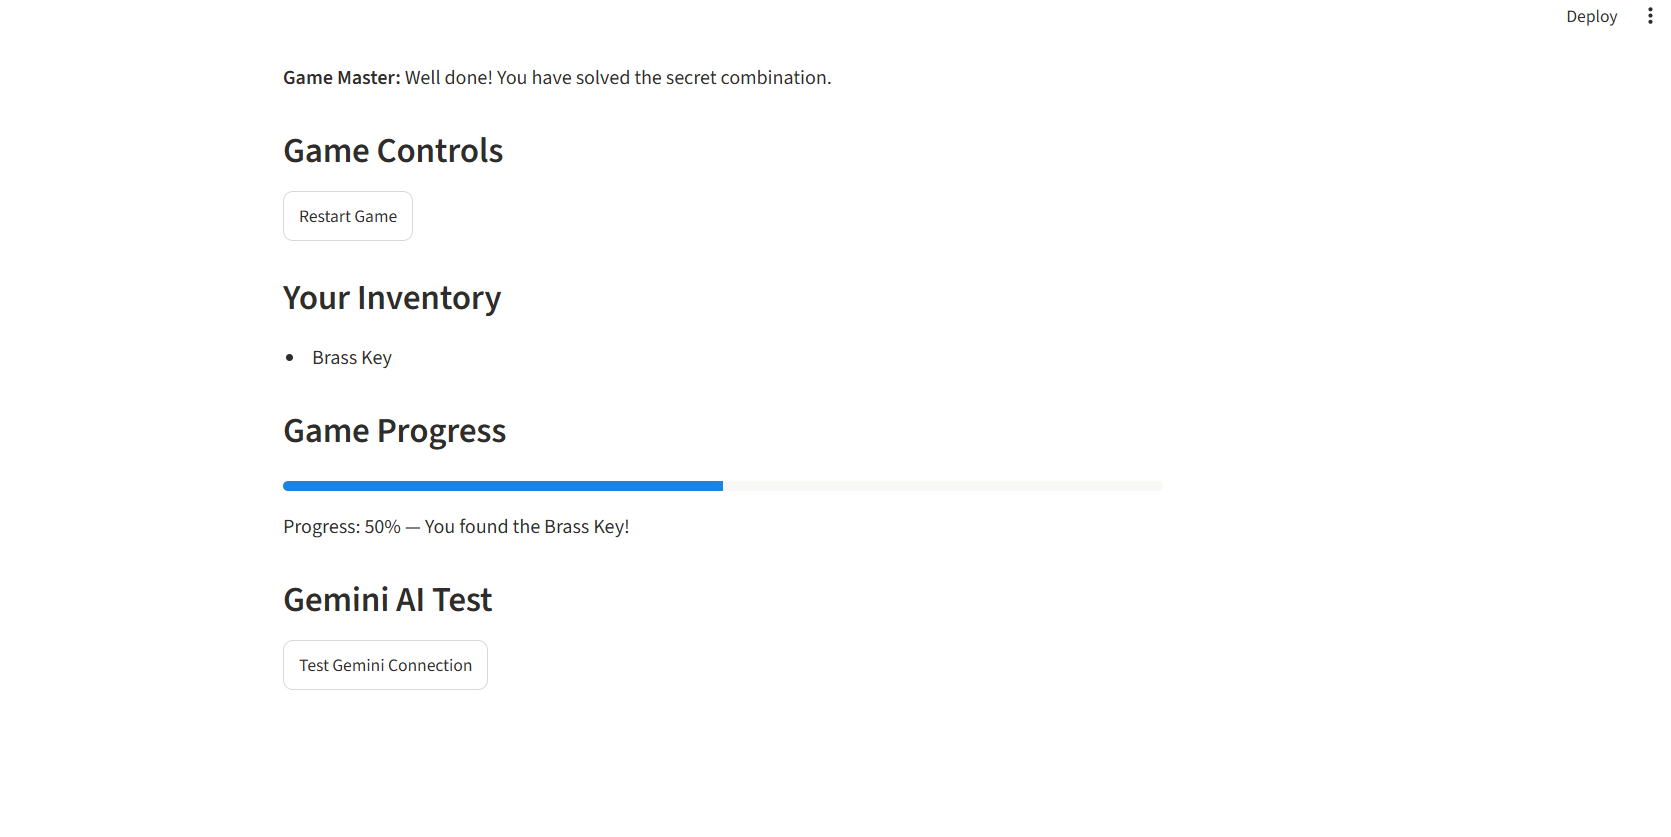 Deploy
Game Master: Well done! You have solved the secret combination.
Game Controls
Restart Game
Your Inventory
• Brass Key
Game Progress
Progress: 50% — You found the Brass Key!
Gemini AI Test
Test Gemini Connection